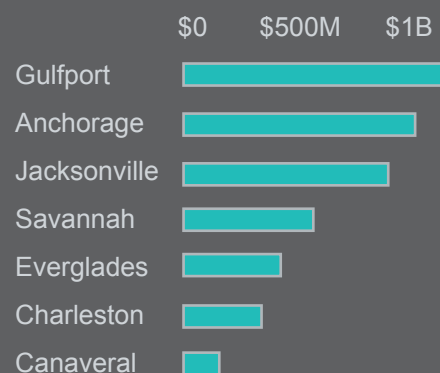 $0 $500M $1B
Gulfport
Anchorage
Jacksonville
Savannah
Everglades
Charleston
Canaveral